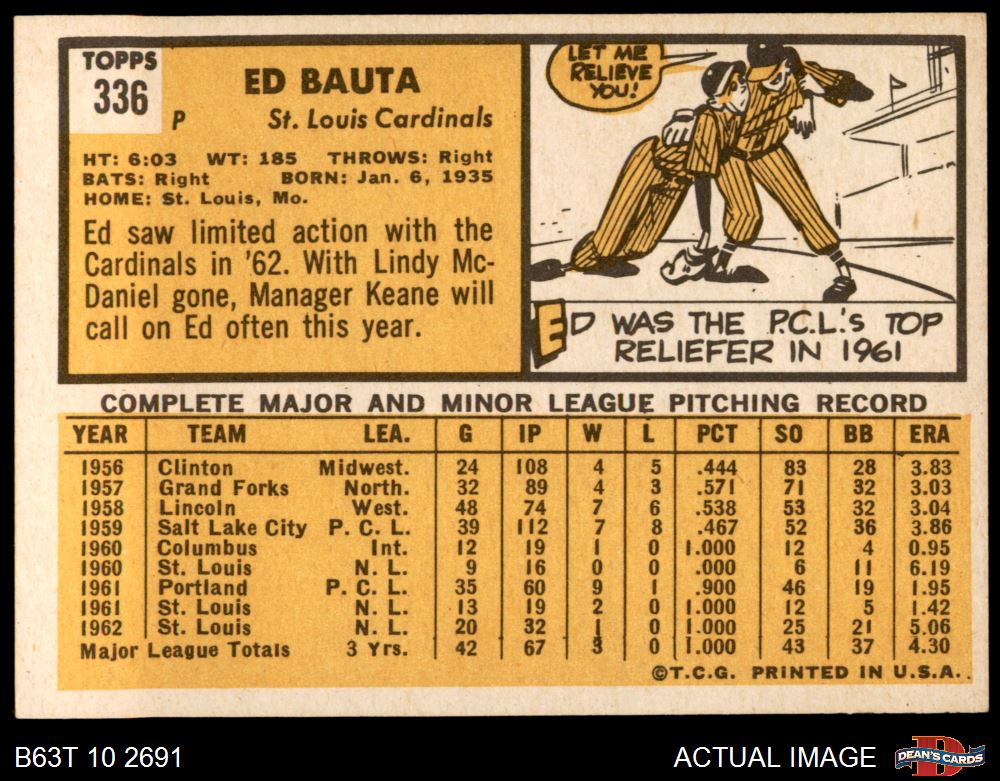 TOPPS
336
P
ED BAUTA
St. Louis Cardinals
HT: 6:03 WT: 185 THROWS: Right
BATS: Right BORN: Jan. 6, 1935
HOME: St. Louis, Mo.
Ed saw limited action with the
Cardinals in '62. With Lindy Mc-
Daniel gone, Manager Keane will
call on Ed often this year.
LET ME
RELIEVE
YOU!
ED WAS THE P.C.L.'S TOP
RELIEFER IN 1961
COMPLETE MAJOR AND MINOR LEAGUE PITCHING RECORD
YEAR TEAM LEA. G IP W L PCT SO BB ERA
1956 Clinton Midwest. 24 108 4 5 .444 83 28 3.83
1957 Grand Forks North. 32 89 4 3 .571 71 32 3.03
1958 Lincoln West. 48 74 7 6 .538 53 32 3.04
1959 Salt Lake City P. C. L. 39 112 7 8 .467 52 36 3.86
1960 Columbus Int. 12 19 1 0 1.000 12 4 0.95
1960 St. Louis N. L. 9 16 0 0 .000 6 11 6.19
1961 Portland P. C. L. 35 60 9 1 .900 46 19 1.95
1961 St. Louis N. L. 13 19 2 0 1.000 12 5 1.42
1962 St. Louis N. L. 20 32 1 0 1.000 25 21 5.06
Major League Totals 3 Yrs. 42 67 3 0 1.000 43 37 4.30
©T.C.G. PRINTED IN U.S.A.
B63T 10 2691
ACTUAL IMAGE
DEAN'S CARDS